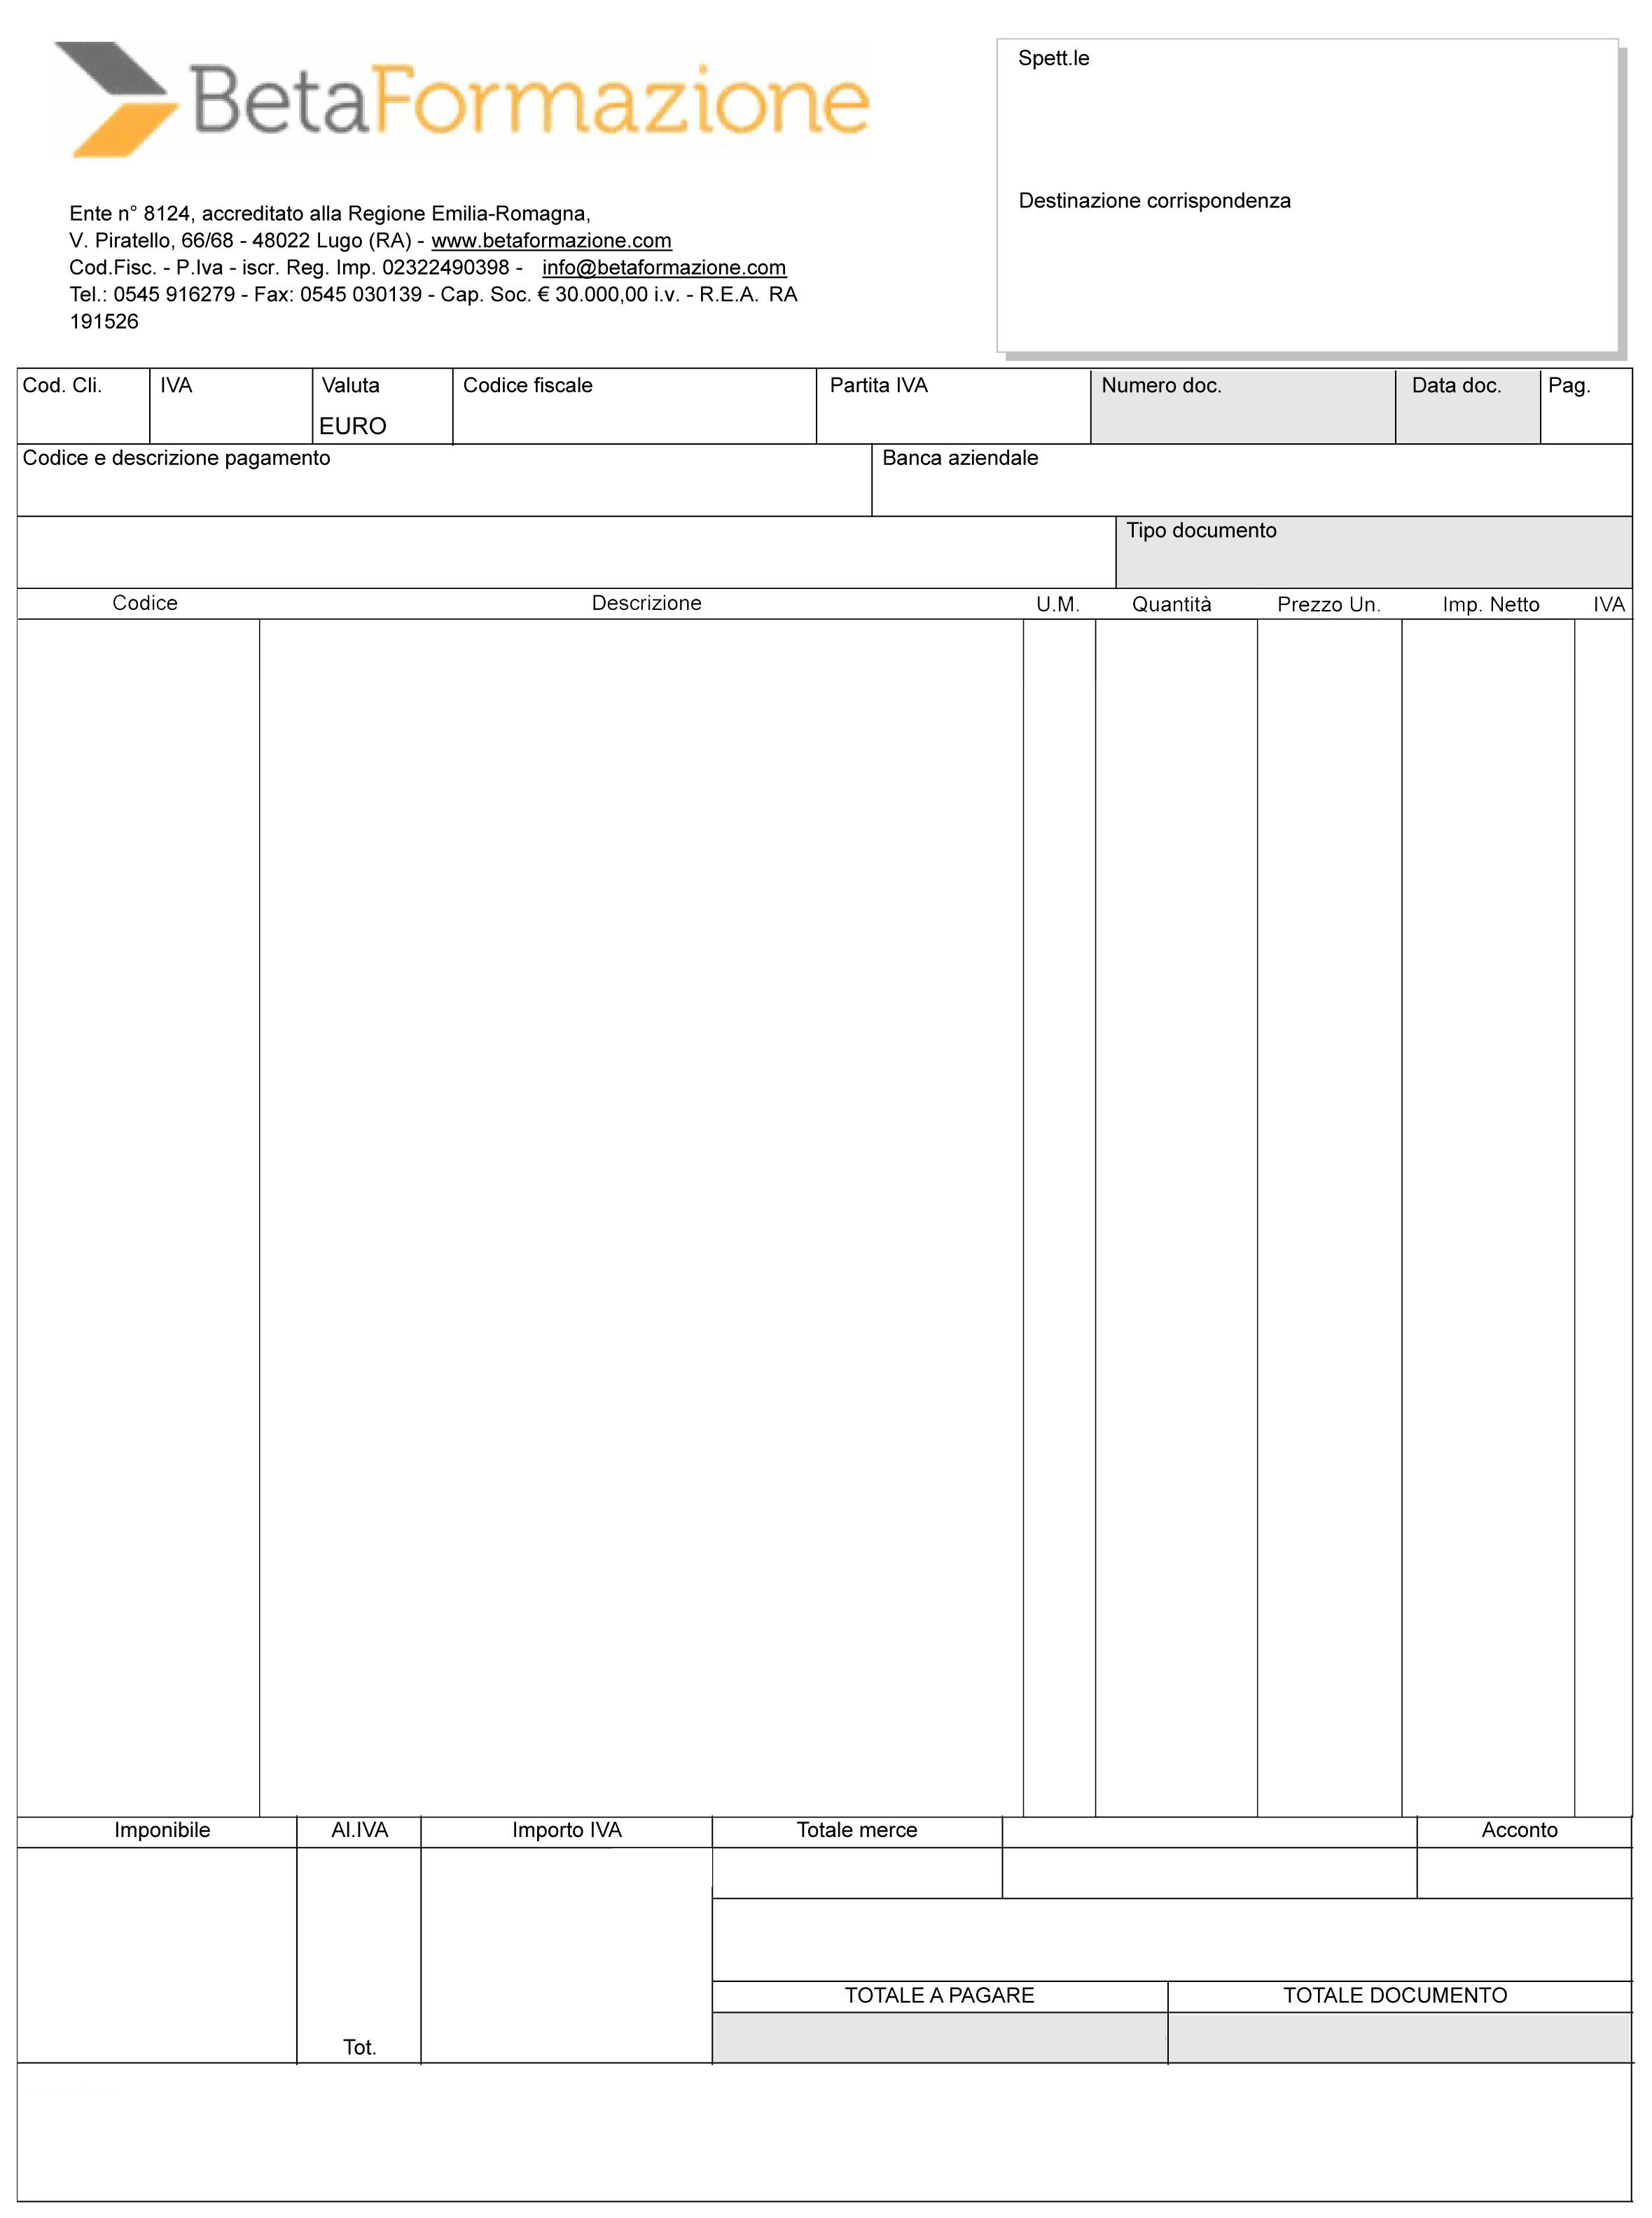 BetaFormazione
Spett.le
Destinazione corrispondenza
Ente n° 8124, accreditato alla Regione Emilia-Romagna,
V. Piratello, 66/68 - 48022 Lugo (RA) - www.betaformazione.com
Cod.Fisc. - P.Iva - iscr. Reg. Imp. 02322490398 - info@betaformazione.com
Tel.: 0545 916279 - Fax: 0545 030139 - Cap. Soc. € 30.000,00 i.v. - R.E.A. RA
191526
Cod. Cli. IVA Valuta Codice fiscale Partita IVA Numero doc. Data doc. Pag.
EURO
Codice e descrizione pagamento Banca aziendale
Tipo documento
Codice Descrizione U.M. Quantità Prezzo Un. Imp. Netto IVA
Imponibile Al.IVA Importo IVA Totale merce Acconto
TOTALE A PAGARE TOTALE DOCUMENTO
Tot.